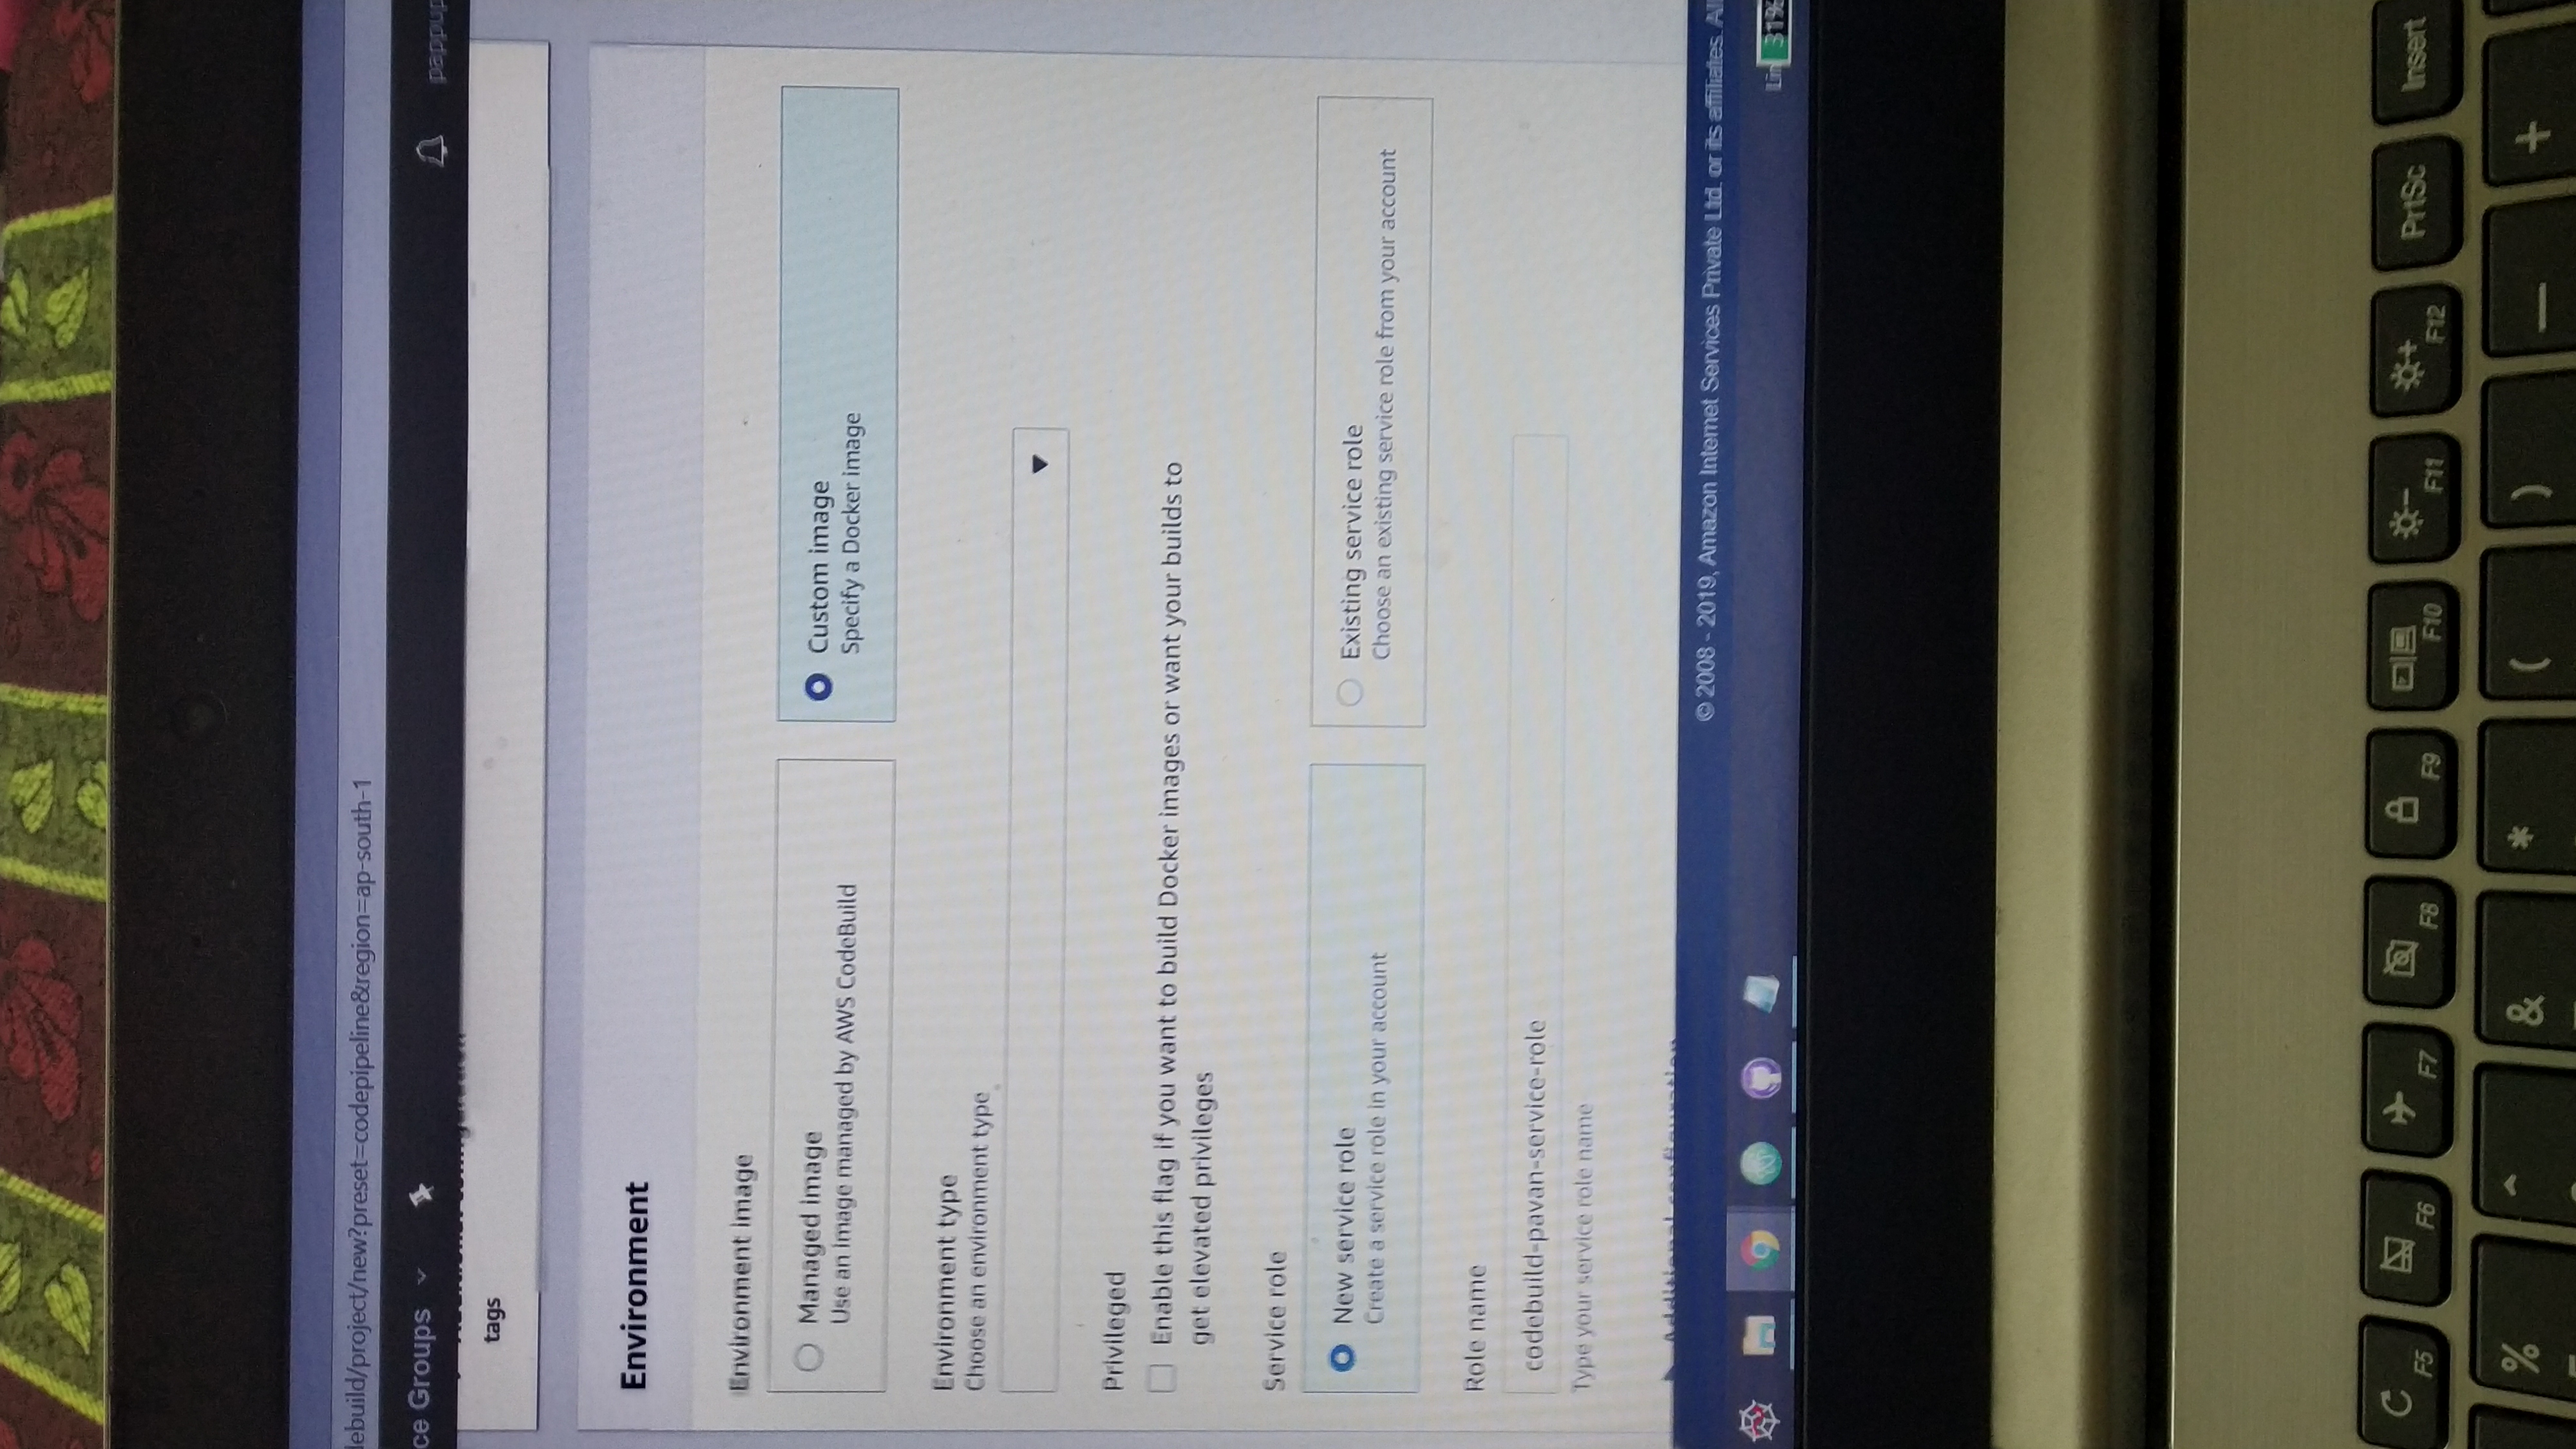 debuild/project/new?preset=codepipeline&region=ap-south-1
ce Groups
pappup
Additional configuration
tags
Environment
Environment image
Managed image
Use an image managed by AWS CodeBuild
Custom image
Specify a Docker image
Environment type
Choose an environment type
Privileged
Enable this flag if you want to build Docker images or want your builds to
get elevated privileges
Service role
New service role
Create a service role in your account
Existing service role
Choose an existing service role from your account
Role name
codebuild-pavan-service-role
Type your service role name
Additional configuration
© 2008 - 2019, Amazon Internet Services Private Ltd. or its affiliates. Al
Lin 31%
F5 F6 F7 F8 F9 F10 F11 F12 PrtSc Insert
% ^ & * ( ) — +